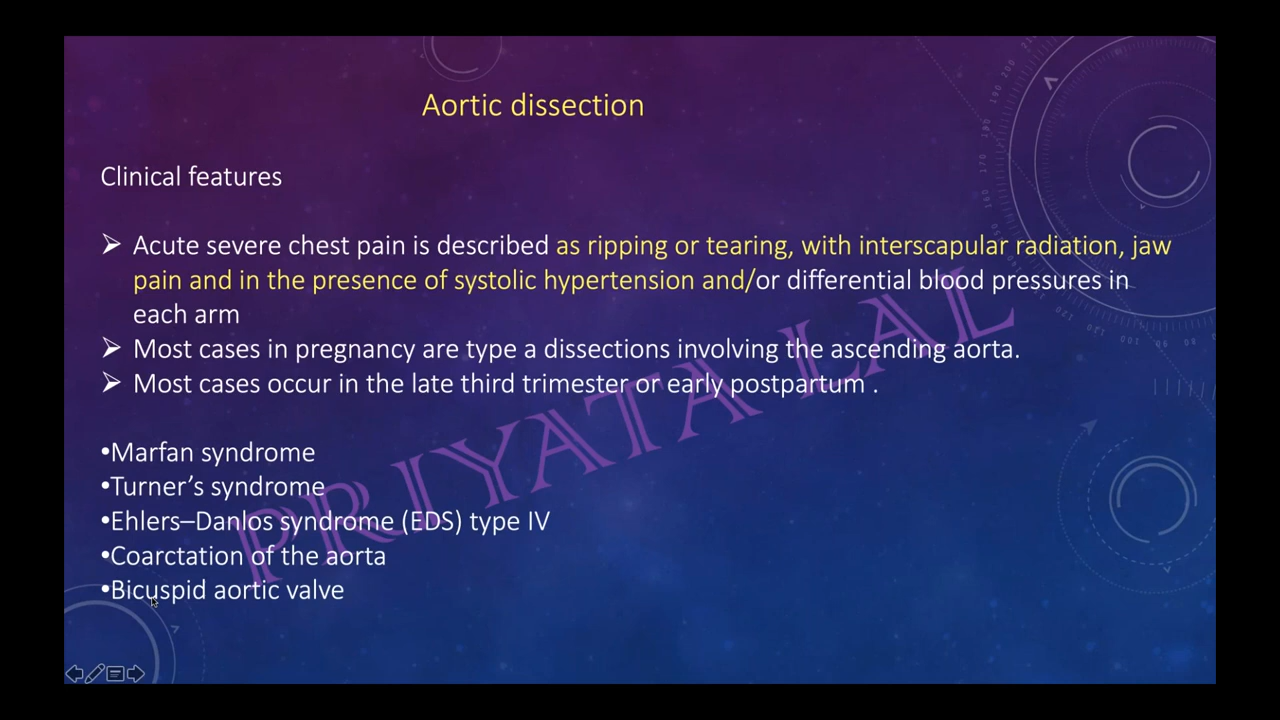 Aortic dissection
Clinical features
➢ Acute severe chest pain is described as ripping or tearing, with interscapular radiation, jaw
pain and in the presence of systolic hypertension and/or differential blood pressures in
each arm
➢ Most cases in pregnancy are type a dissections involving the ascending aorta.
➢ Most cases occur in the late third trimester or early postpartum .
•Marfan syndrome
•Turner’s syndrome
•Ehlers–Danlos syndrome (EDS) type IV
•Coarctation of the aorta
•Bicuspid aortic valve
PRIYATA LAL